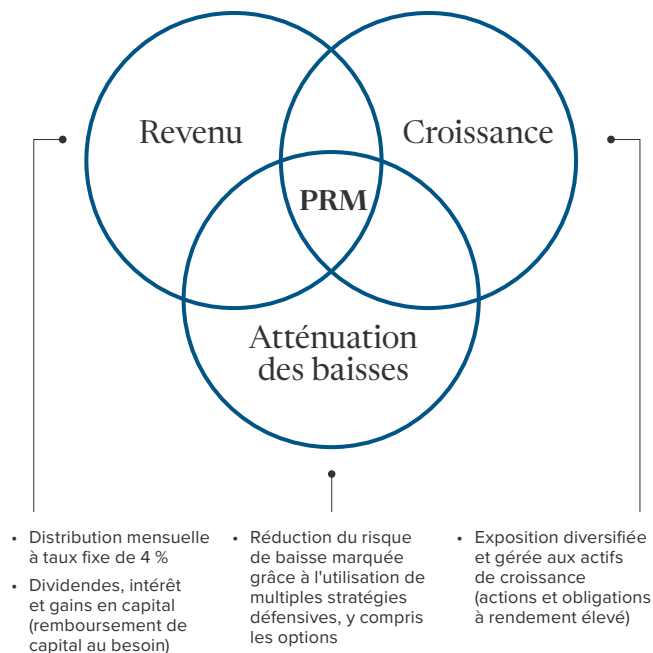 Revenu
Croissance
PRM
Atténuation
des baisses
• Distribution mensuelle
à taux fixe de 4 %
• Dividendes, intérêt
et gains en capital
(remboursement de
capital au besoin)
• Réduction du risque
de baisse marquée
grâce à l'utilisation de
multiples stratégies
défensives, y compris
les options
• Exposition diversifiée
et gérée aux actifs
de croissance
(actions et obligations
à rendement élevé)